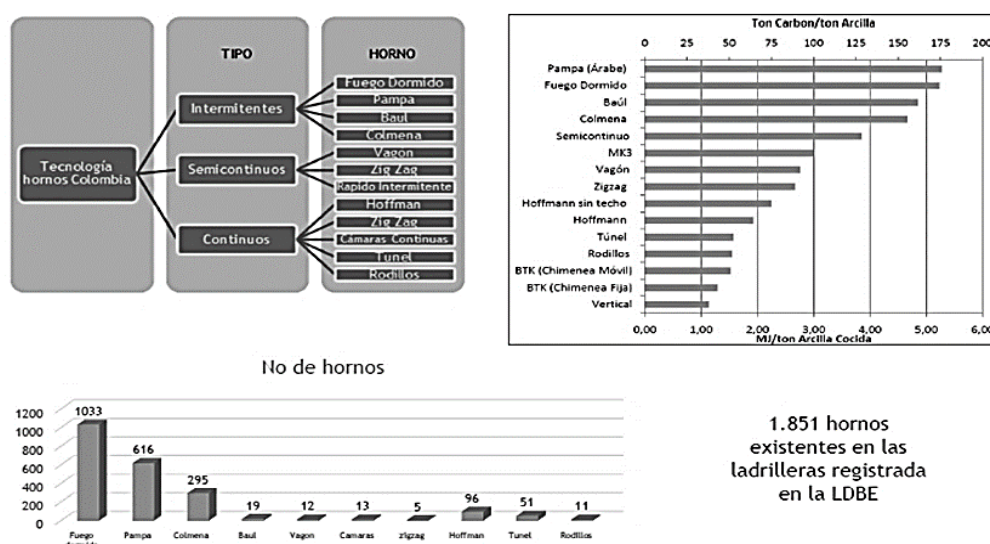 TIPO
HORNO
Tecnología
hornos Colombia
Intermitentes
Semicontinuos
Continuos
Fuego Dormido
Pampa
Baul
Colmena
Vagón
Zig Zag
Rapido Intermitente
Hoffman
Zig Zag
Cámaras Continuas
Tunel
Rodillos
Ton Carbon/ton Arcilla
0 25 50 75 100 125 150 175 200
Pampa (Árabe)
Fuego Dormido
Baúl
Colmena
Semicontinuo
MK3
Vagón
Zigzag
Hoffmann sin techo
Hoffmann
Túnel
Rodillos
BTK (Chimenea Móvil)
BTK (Chimenea Fija)
Vertical
0,00 1,00 2,00 3,00 4,00 5,00 6,00
MJ/ton Arcilla Cocida
No de hornos
1200
1000
800
600
400
200
0
1033
616
295
19
12
13
5
96
51
11
Fuego
Pampa
Colmena
Baul
Vagon
Camaras
zigzag
Hoffman
Tunel
Rodillos
1.851 hornos
existentes en las
ladrilleras registrada
en la LDBE